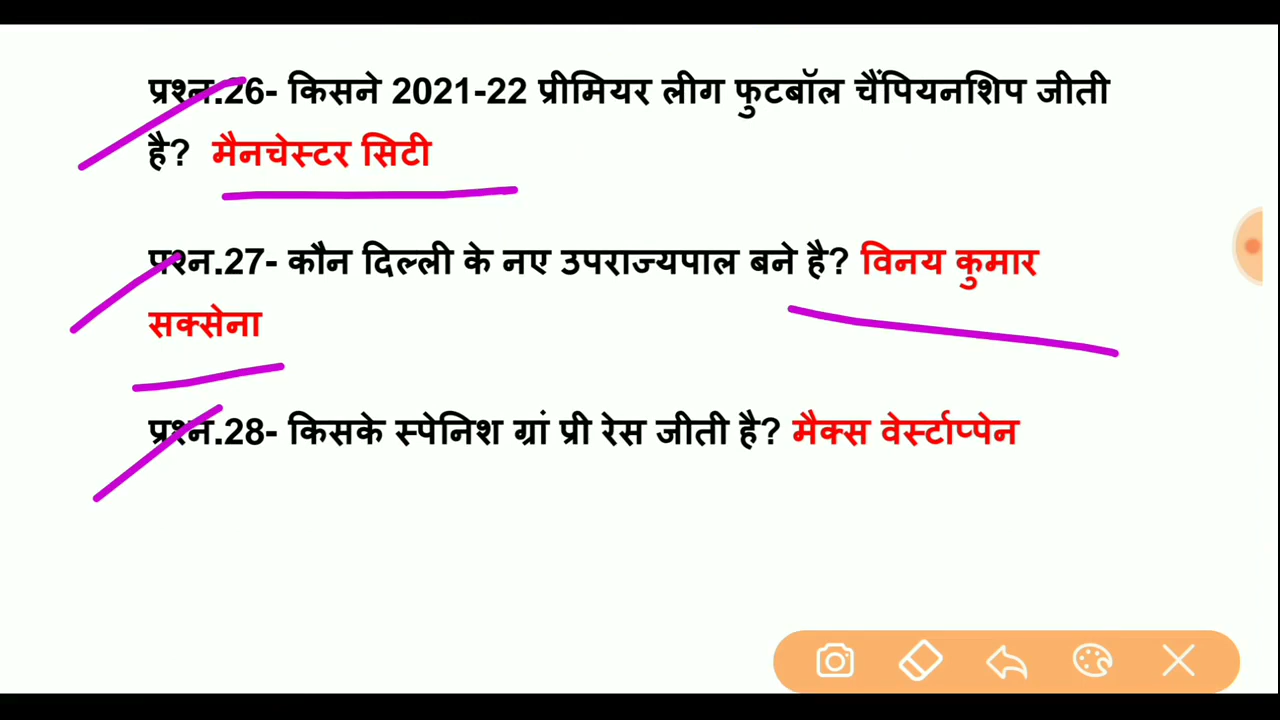 प्रश्न.26- किसने 2021-22 प्रीमियर लीग फुटबॉल चैंपियनशिप जीती
है? मैनचेस्टर सिटी
प्रश्न.27- कौन दिल्ली के नए उपराज्यपाल बने है? विनय कुमार
सक्सेना
प्रश्न.28- किसके स्पेनिश ग्रां प्री रेस जीती है? मैक्स वेर्स्टाप्पेन